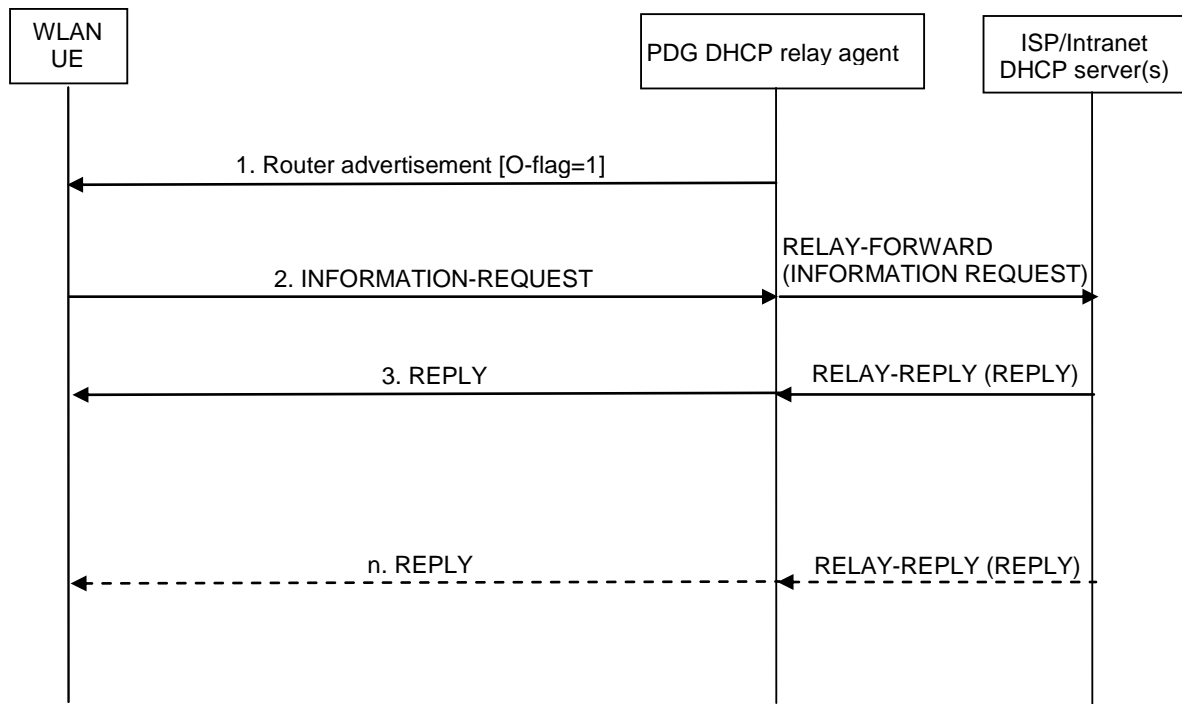 WLAN
UE
PDG DHCP relay agent
ISP/Intranet
DHCP server(s)
1. Router advertisement [O-flag=1]
2. INFORMATION-REQUEST
RELAY-FORWARD
(INFORMATION REQUEST)
3. REPLY
RELAY-REPLY (REPLY)
n. REPLY
RELAY-REPLY (REPLY)